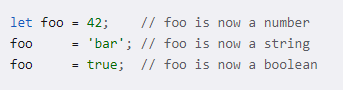 let foo = 42;    // foo is now a number
foo     = 'bar'; // foo is now a string
foo     = true;  // foo is now a boolean